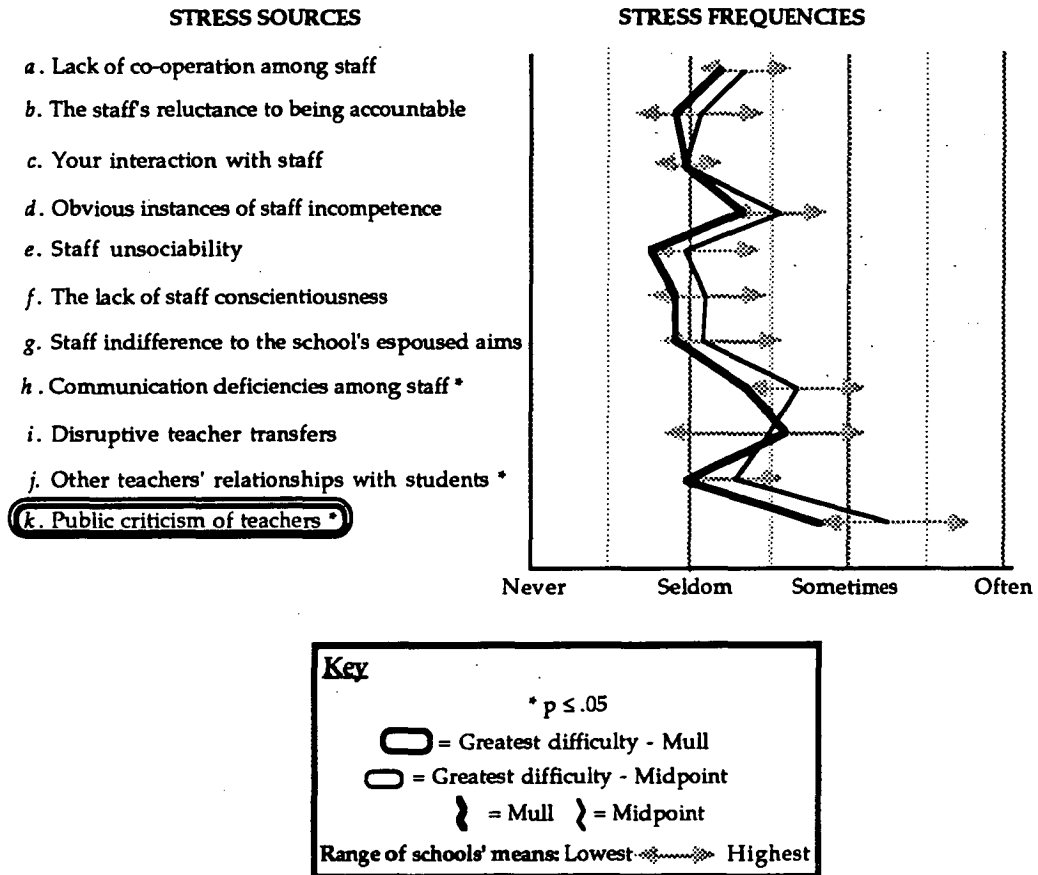 STRESS SOURCES
STRESS FREQUENCIES
a. Lack of co-operation among staff
b. The staff's reluctance to being accountable
c. Your interaction with staff
d. Obvious instances of staff incompetence
e. Staff unsociability
f. The lack of staff conscientiousness
g. Staff indifference to the school's espoused aims
h. Communication deficiencies among staff *
i. Disruptive teacher transfers
j. Other teachers' relationships with students *
k. Public criticism of teachers *
Never Seldom Sometimes Often
Key
* p ≤ .05
= Greatest difficulty - Mull
= Greatest difficulty - Midpoint
= Mull = Midpoint
Range of schools' means: Lowest Highest